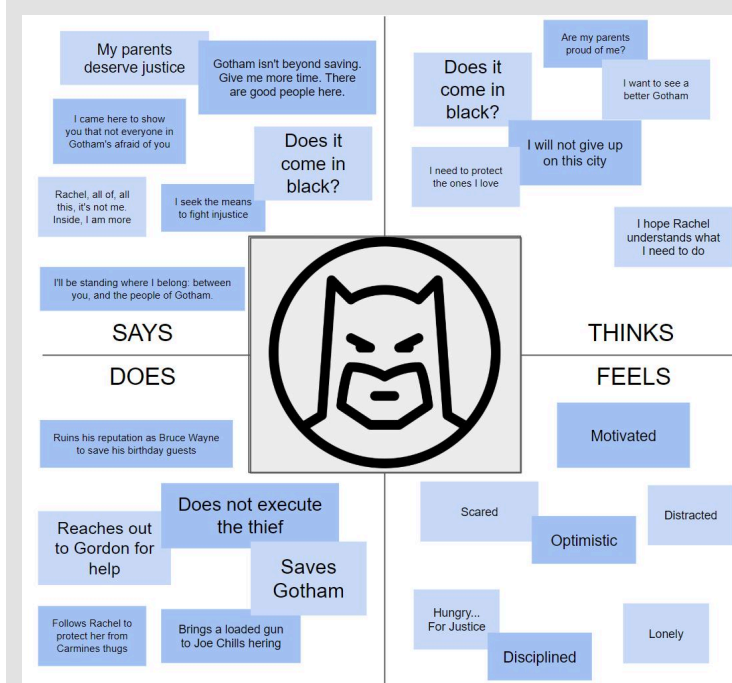 My parents
deserve justice
Gotham isn't beyond saving.
Give me more time. There
are good people here.
I came here to show
you that not everyone in
Gotham's afraid of you
Does it
come in
black?
Rachel, all of, all
this, it's not me.
Inside, I am more
I seek the means
to fight injustice
I'll be standing where I belong: between
you, and the people of Gotham.
SAYS
Are my parents
proud of me?
Does it
come in
black?
I want to see a
better Gotham
I will not give up
on this city
I need to protect
the ones I love
I hope Rachel
understands what
I need to do
THINKS
DOES
Ruins his reputation as Bruce Wayne
to save his birthday guests
Does not execute
the thief
Reaches out
to Gordon for
help
Saves
Gotham
Follows Rachel to
protect her from
Carmines thugs
Brings a loaded gun
to Joe Chills hering
FEELS
Motivated
Scared
Distracted
Optimistic
Hungry...
For Justice
Lonely
Disciplined